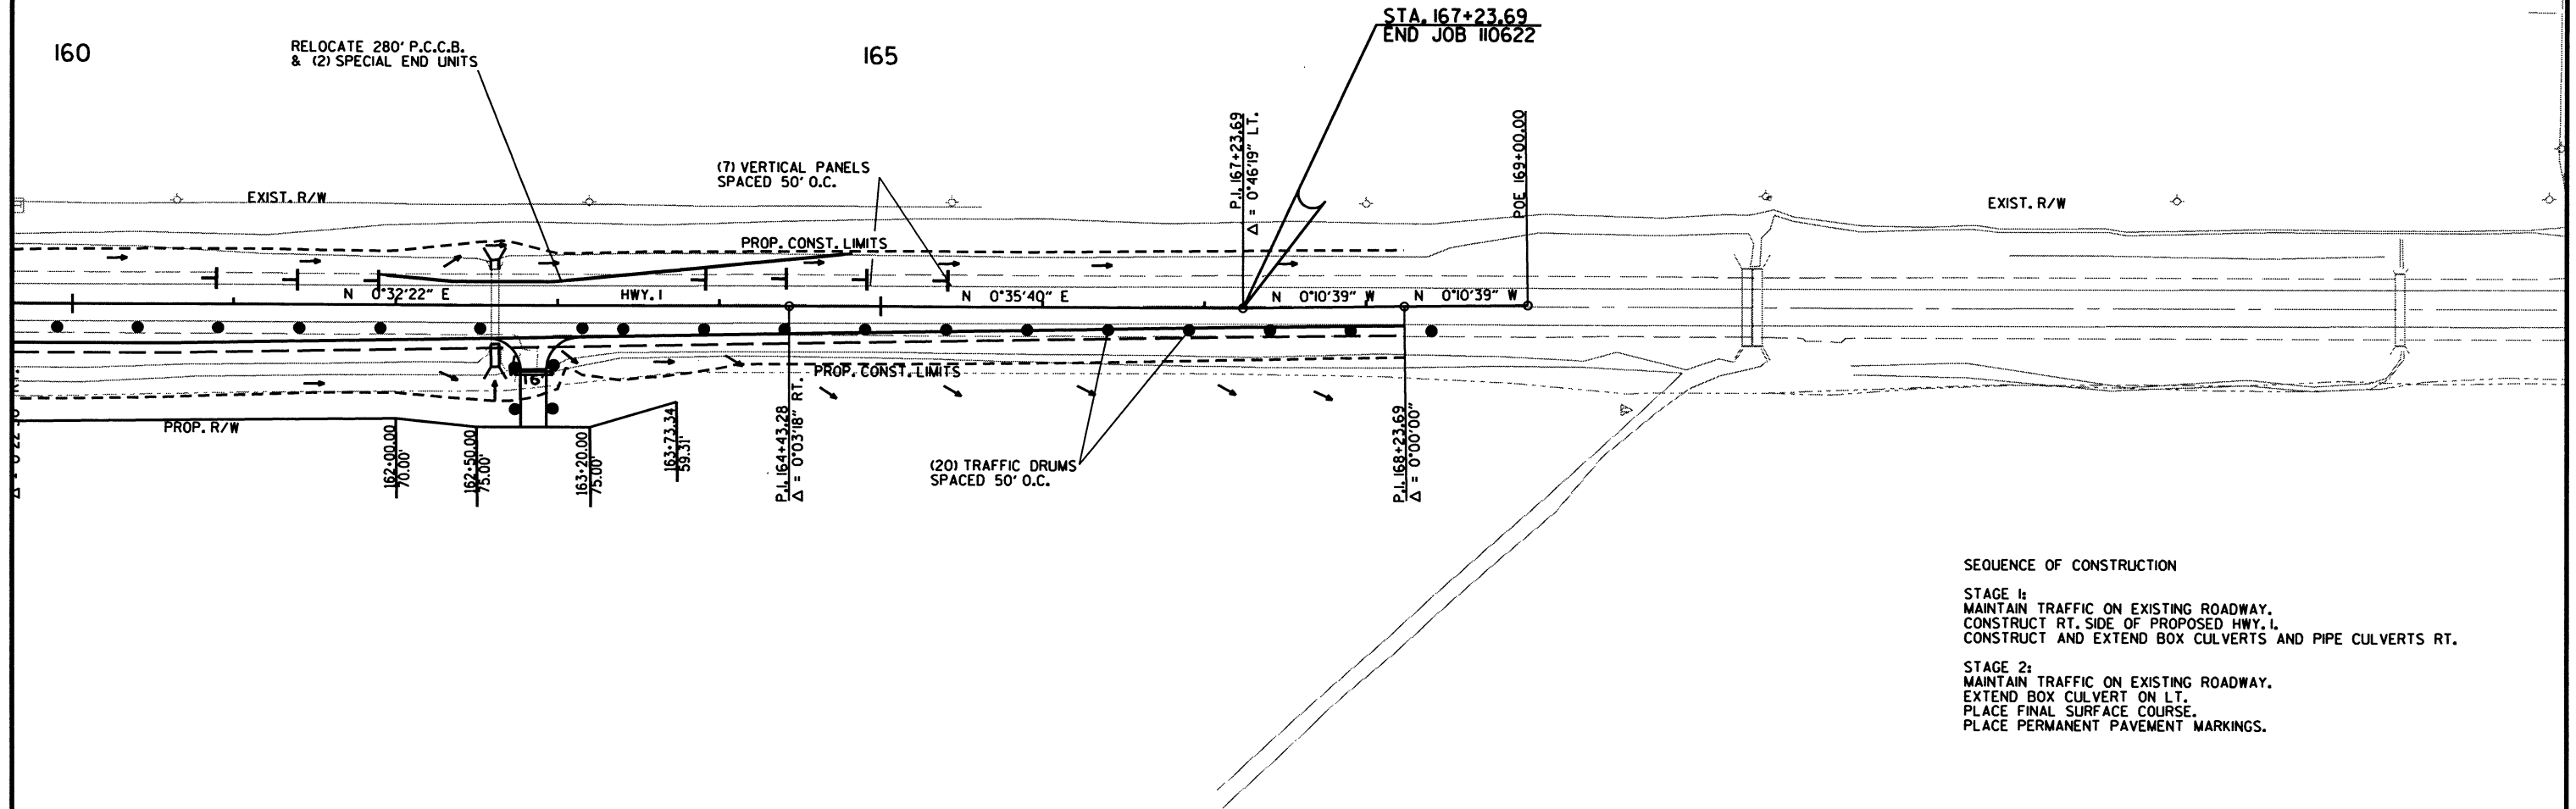 160
RELOCATE 280' P.C.C.B.
& (2) SPECIAL END UNITS
165
STA. 167+23.69
END JOB 110622
(7) VERTICAL PANELS
SPACED 50' O.C.
P.I. 167+23.69
Δ = 0°46'19" LT.
POE 169+00.00
EXIST. R/W
EXIST. R/W
PROP. CONST. LIMITS
N 0°32'22" E
HWY. 1
N 0°35'40" E
N 0°10'39" W
N 0°10'39" W
16'
PROP. CONST. LIMITS
PROP. R/W
162+00.00
70.00'
162+50.00
75.00'
163+20.00
75.00'
163+73.34
59.31'
P.I. 164+43.28
Δ = 0°03'18" RT.
(20) TRAFFIC DRUMS
SPACED 50' O.C.
P.I. 168+23.69
Δ = 0°00'00"
SEQUENCE OF CONSTRUCTION
STAGE 1:
MAINTAIN TRAFFIC ON EXISTING ROADWAY.
CONSTRUCT RT. SIDE OF PROPOSED HWY. 1.
CONSTRUCT AND EXTEND BOX CULVERTS AND PIPE CULVERTS RT.
STAGE 2:
MAINTAIN TRAFFIC ON EXISTING ROADWAY.
EXTEND BOX CULVERT ON LT.
PLACE FINAL SURFACE COURSE.
PLACE PERMANENT PAVEMENT MARKINGS.